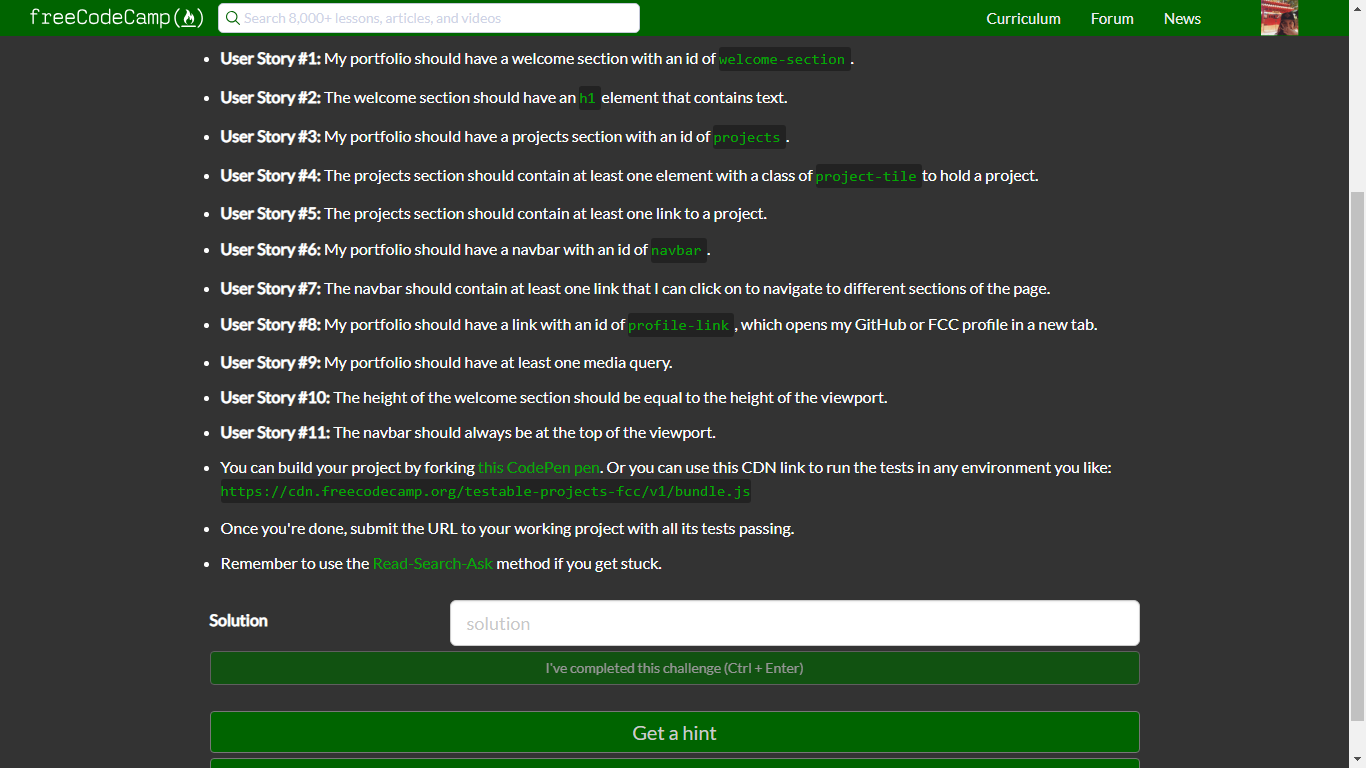 freeCodeCamp
Search 8,000+ lessons, articles, and videos
Curriculum Forum News
User Story #1: My portfolio should have a welcome section with an id of welcome-section.
User Story #2: The welcome section should have an h1 element that contains text.
User Story #3: My portfolio should have a projects section with an id of projects.
User Story #4: The projects section should contain at least one element with a class of project-tile to hold a project.
User Story #5: The projects section should contain at least one link to a project.
User Story #6: My portfolio should have a navbar with an id of navbar.
User Story #7: The navbar should contain at least one link that I can click on to navigate to different sections of the page.
User Story #8: My portfolio should have a link with an id of profile-link, which opens my GitHub or FCC profile in a new tab.
User Story #9: My portfolio should have at least one media query.
User Story #10: The height of the welcome section should be equal to the height of the viewport.
User Story #11: The navbar should always be at the top of the viewport.
You can build your project by forking this CodePen pen. Or you can use this CDN link to run the tests in any environment you like:
https://cdn.freecodecamp.org/testable-projects-fcc/v1/bundle.js
Once you're done, submit the URL to your working project with all its tests passing.
Remember to use the Read-Search-Ask method if you get stuck.
Solution
solution
I've completed this challenge (Ctrl + Enter)
Get a hint